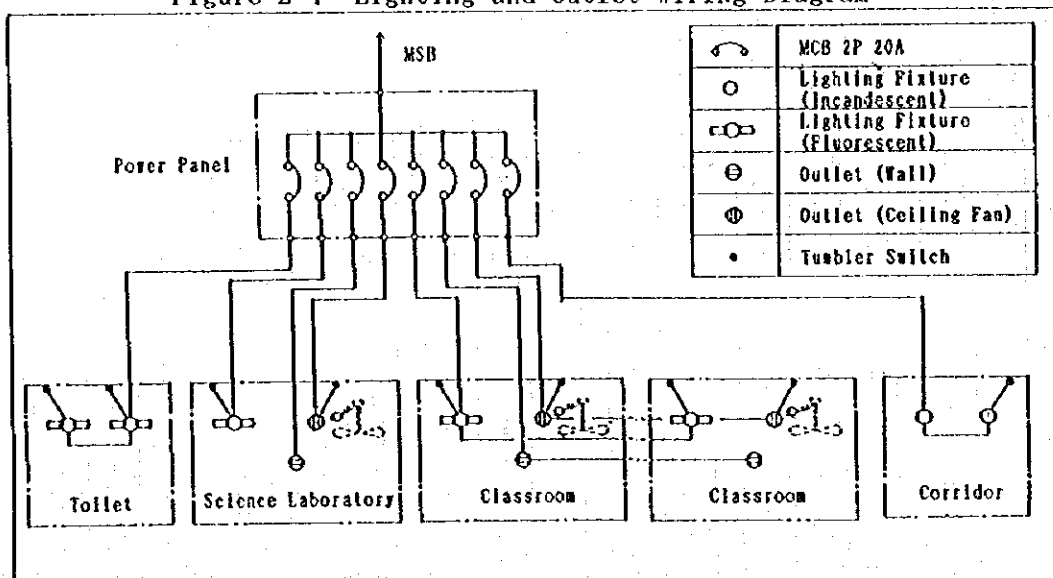 Figure 2-7 Lighting and Outlet Wiring Diagram
MSB
Power Panel
MCB 2P 20A
Lighting Fixture
(Incandescent)
Lighting Fixture
(Fluorescent)
Outlet (Wall)
Outlet (Ceiling Fan)
Tumbler Switch
Toilet
Science Laboratory
Classroom
Classroom
Corridor